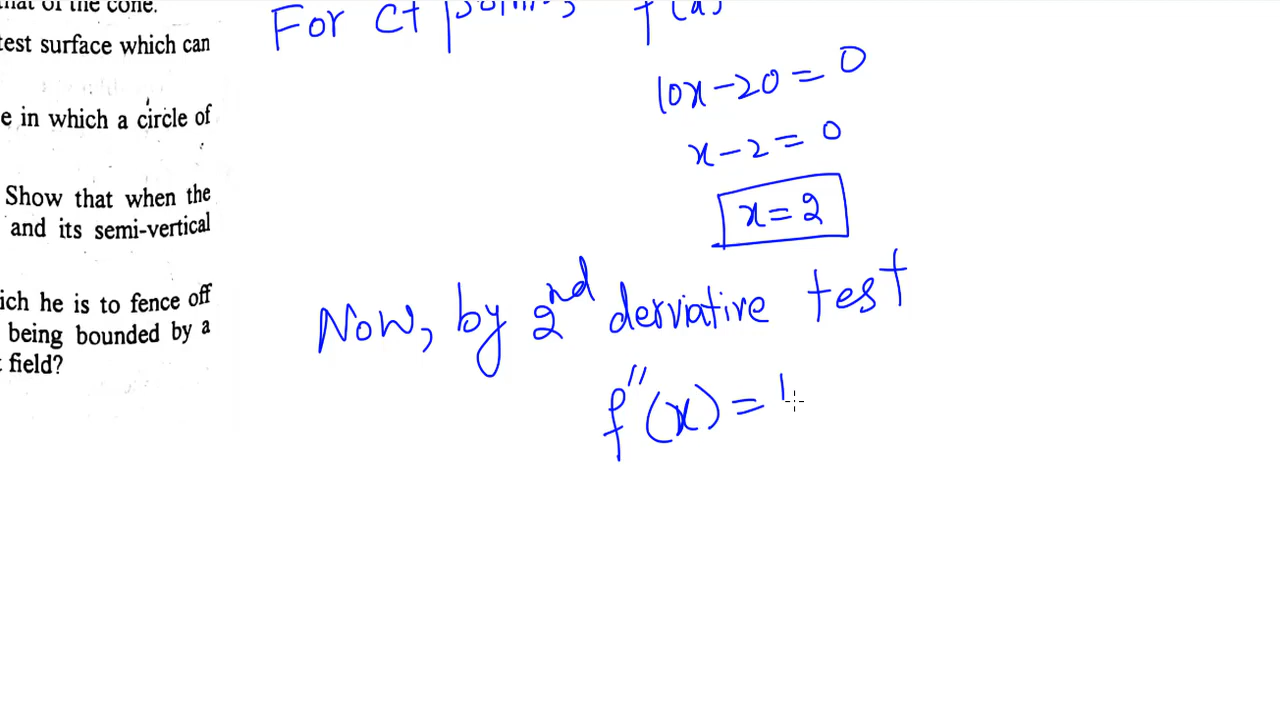 that of the cone.
test surface which can
e in which a circle of
Show that when the
and its semi-vertical
ich he is to fence off
being bounded by a
field?
For Ct points
10x-20=0
x-2=0
x=2
Now, by 2nd derviative test
f''(x)=